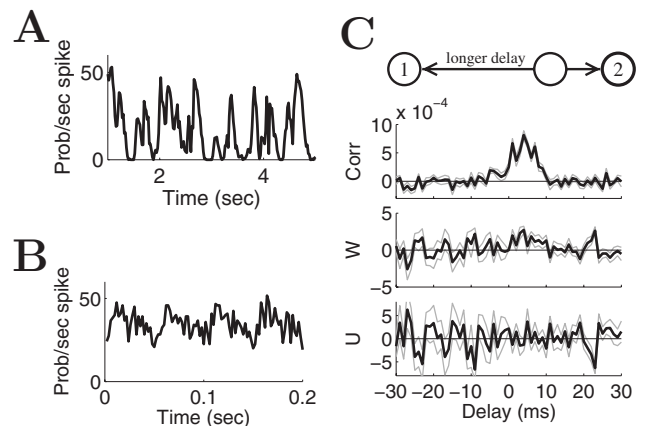 A
Prob/sec spike
50
0
2
4
Time (sec)
B
Prob/sec spike
50
0
0
0.1
0.2
Time (sec)
C
1
longer delay
2
x 10⁻⁴
Corr
10
5
0
W
5
0
−5
U
5
0
−5
−30 −20 −10 0 10 20 30
Delay (ms)